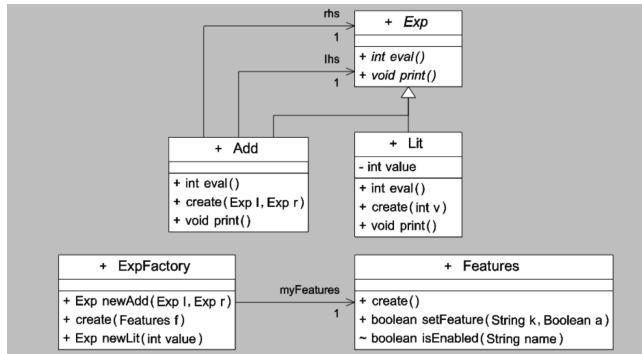 rhs
1
lhs
1
+ Exp
+ int eval()
+ void print()
+ Add
+ int eval()
+ create(Exp l, Exp r)
+ void print()
+ Lit
- int value
+ int eval()
+ create(int v)
+ void print()
+ ExpFactory
+ Exp newAdd(Exp l, Exp r)
+ create(Features f)
+ Exp newLit(int value)
myFeatures
1
+ Features
+ create()
+ boolean setFeature(String k, Boolean a)
~ boolean isEnabled(String name)